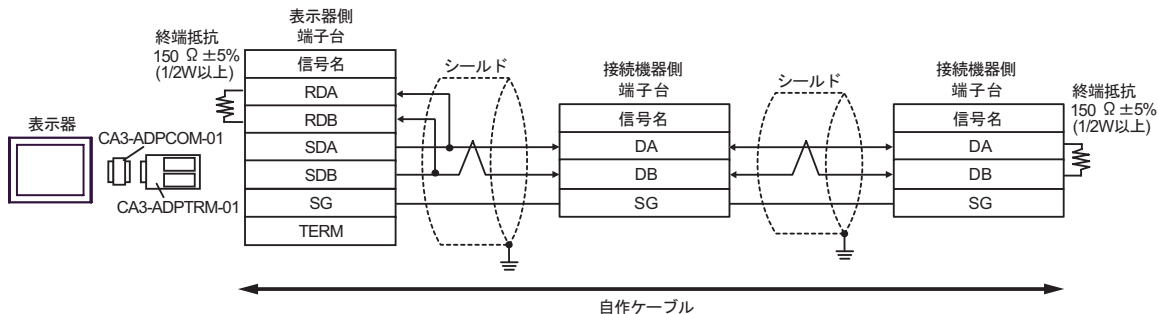 表示器
CA3-ADPCOM-01
CA3-ADPTRM-01
終端抵抗
150 Ω ±5%
(1/2W以上)
表示器側
端子台
信号名
RDA
RDB
SDA
SDB
SG
TERM
シールド
接続機器側
端子台
信号名
DA
DB
SG
シールド
接続機器側
端子台
信号名
DA
DB
SG
終端抵抗
150 Ω ±5%
(1/2W以上)
自作ケーブル